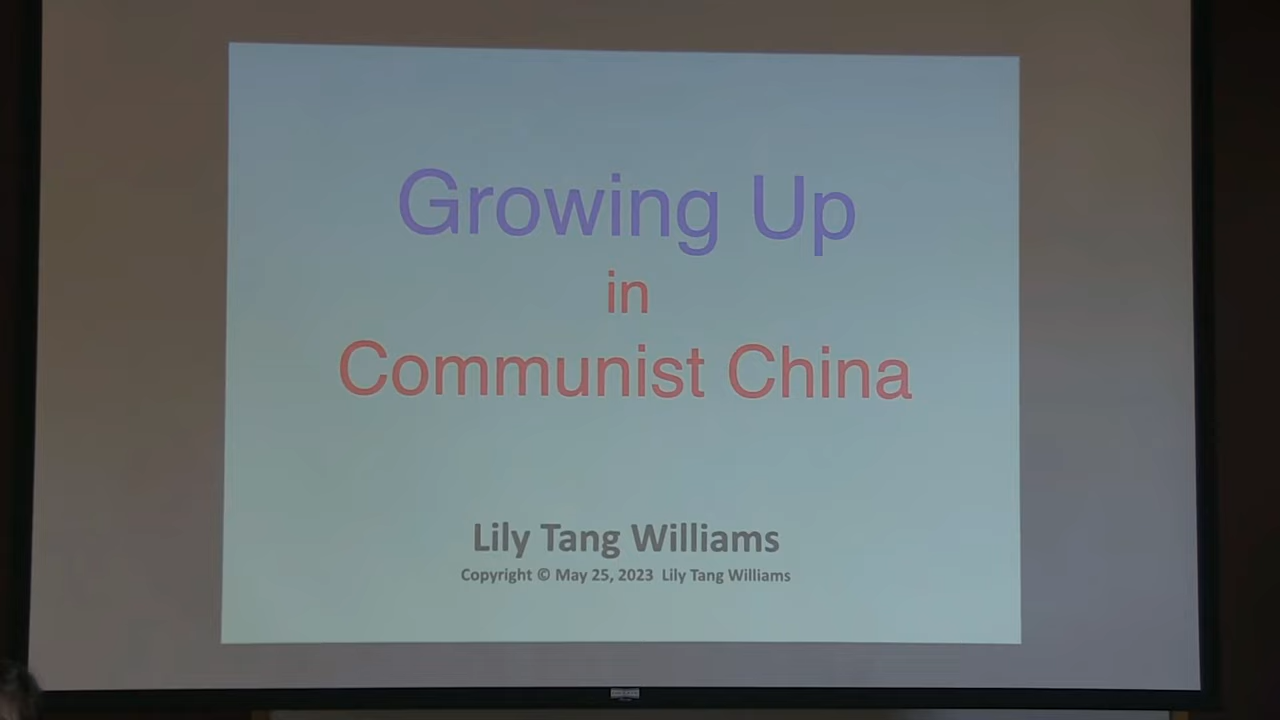 Growing Up
in
Communist China
Lily Tang Williams
Copyright © May 25, 2023 Lily Tang Williams